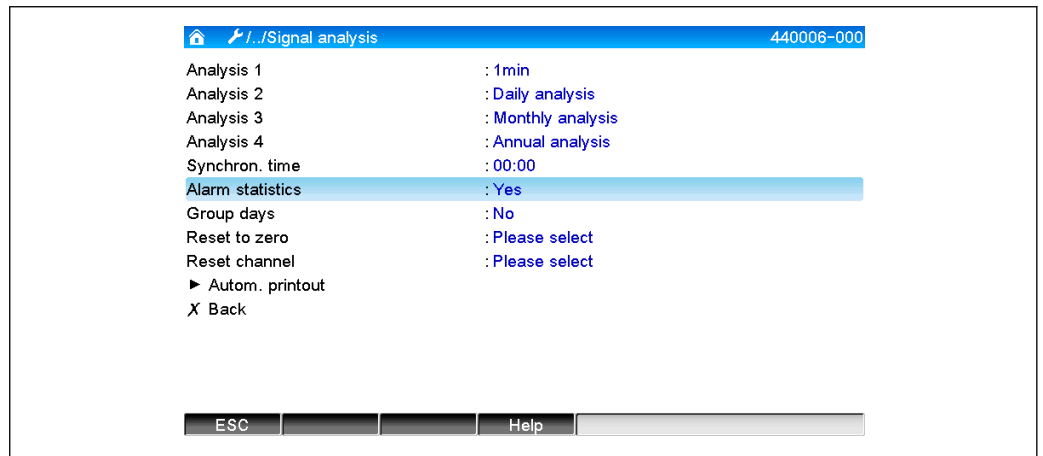 /../Signal analysis 440006-000
Analysis 1 : 1min
Analysis 2 : Daily analysis
Analysis 3 : Monthly analysis
Analysis 4 : Annual analysis
Synchron. time : 00:00
Alarm statistics : Yes
Group days : No
Reset to zero : Please select
Reset channel : Please select
► Autom. printout
X Back
ESC Help